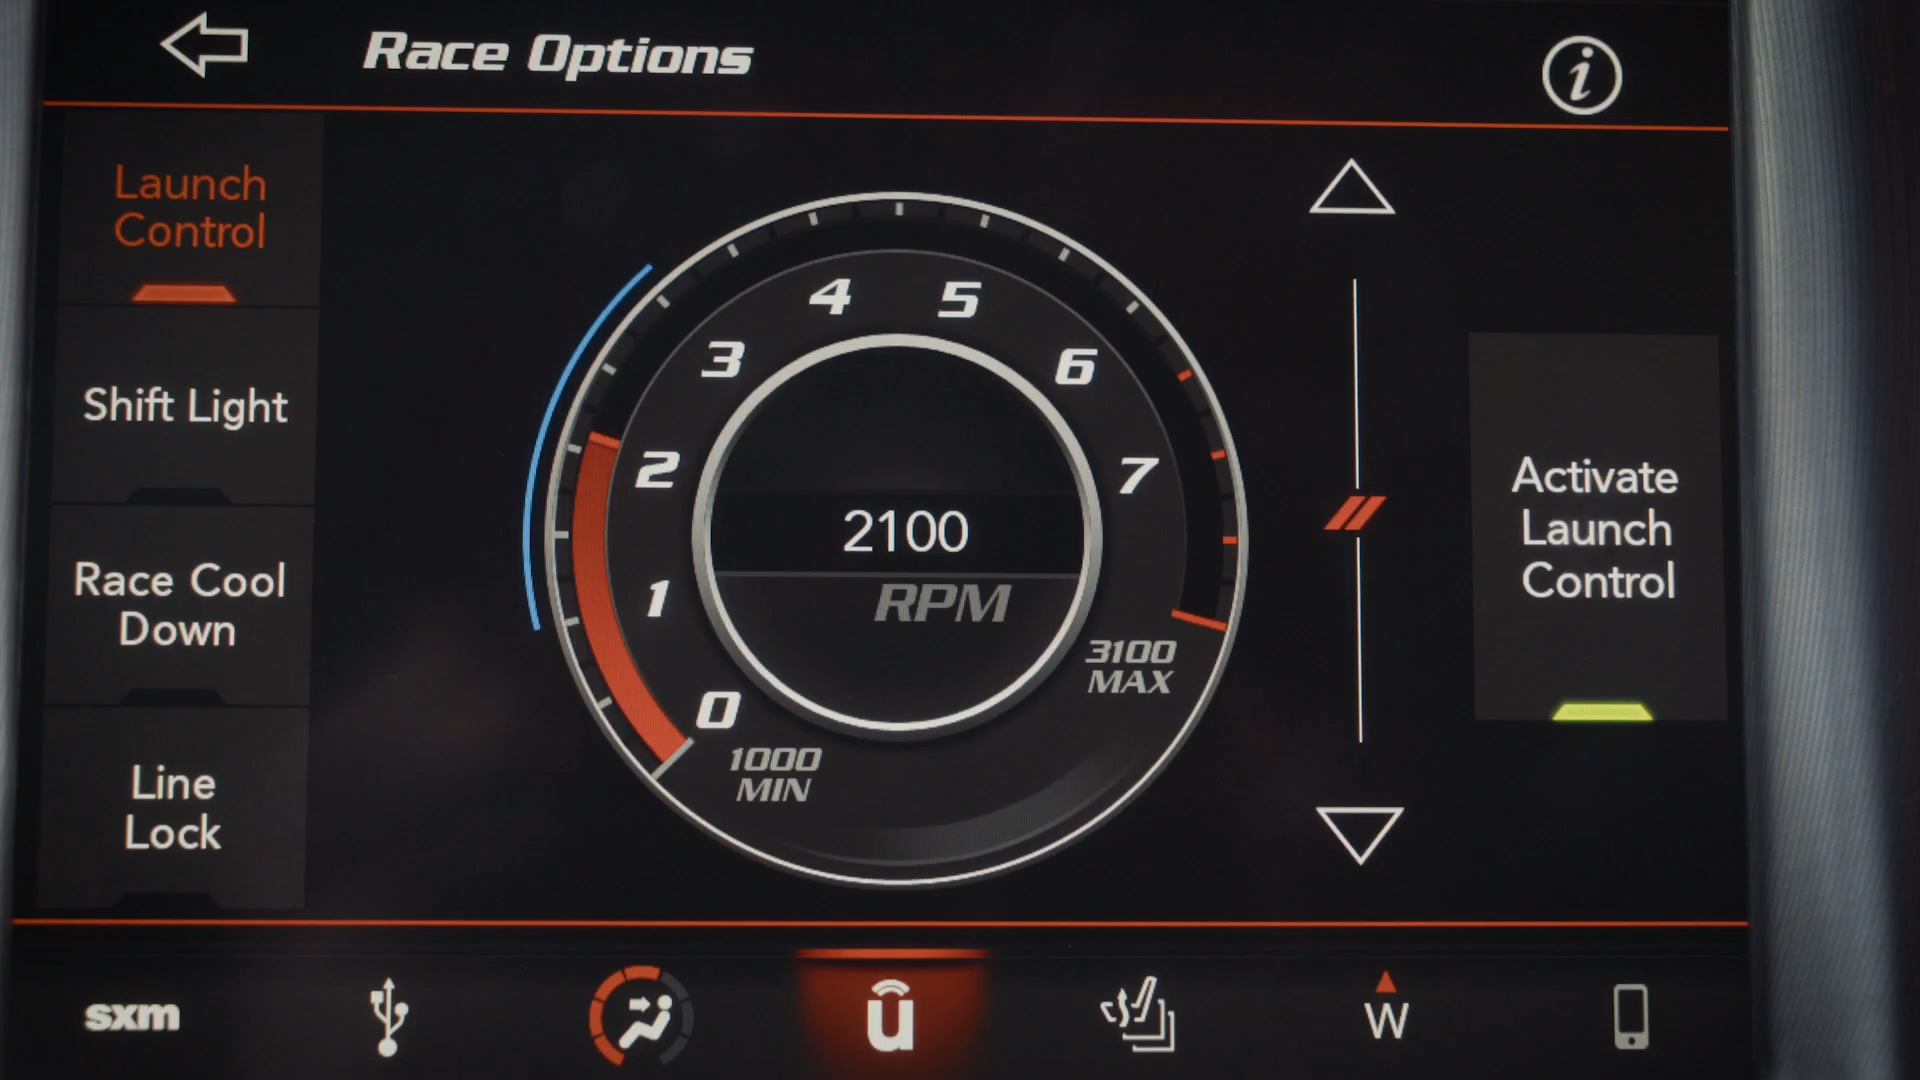 Race Options
i
Launch
Control
Shift Light
Race Cool
Down
Line
Lock
0
1
2
3
4
5
6
7
2100
RPM
1000
MIN
3100
MAX
Activate
Launch
Control
sxm
u
W